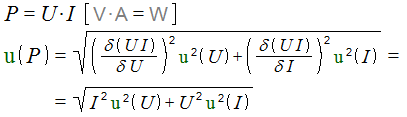 P = U·I [V·A = W]
u(P) = √((δ(UI)/δU)² u²(U) + (δ(UI)/δI)² u²(I)) =
= √(I² u²(U) + U² u²(I))